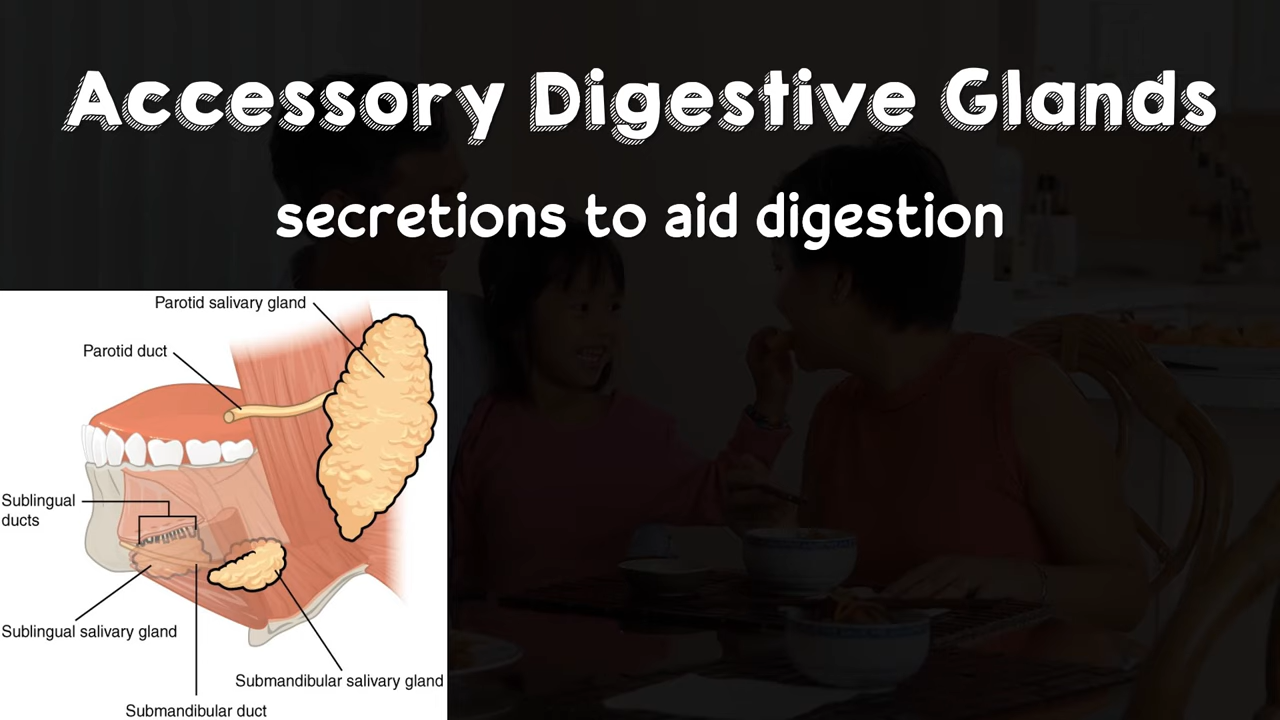 Accessory Digestive Glands
secretions to aid digestion
Parotid salivary gland
Parotid duct
Sublingual
ducts
Sublingual salivary gland
Submandibular salivary gland
Submandibular duct